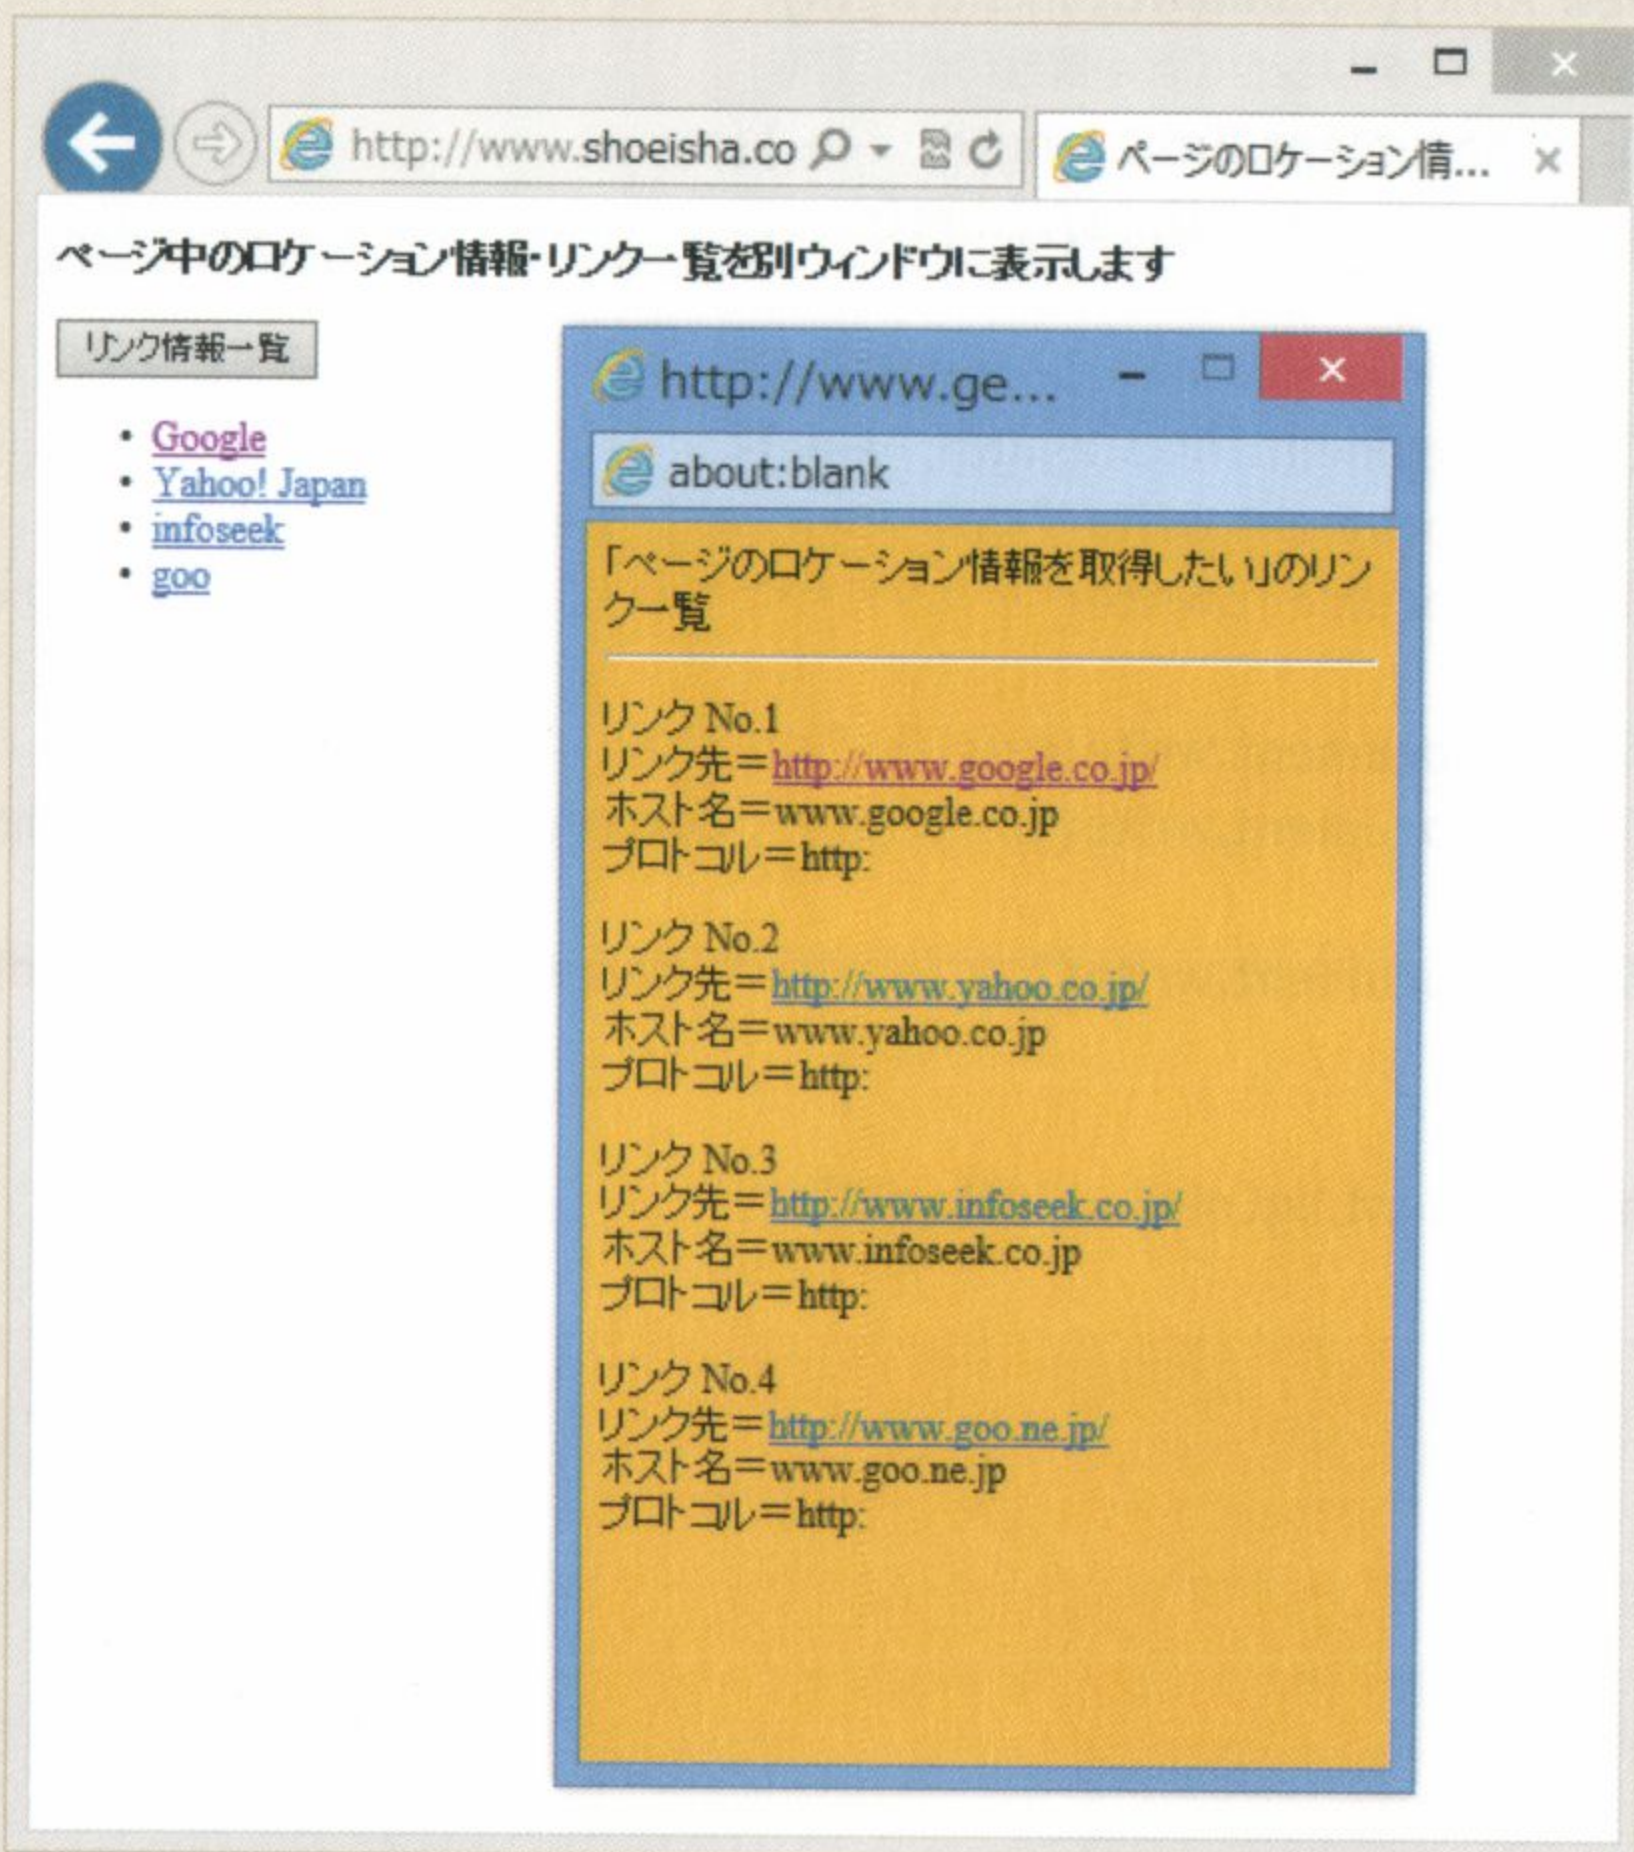 http://www.shoeisha.co
ページのロケーション情...
ページ中のロケーション情報・リンク一覧を別ウィンドウに表示します
リンク情報一覧
Google
Yahoo! Japan
infoseek
goo
http://www.ge...
about:blank
「ページのロケーション情報を取得したい」のリン
ク一覧
リンク No.1
リンク先＝http://www.google.co.jp/
ホスト名＝www.google.co.jp
プロトコル＝http:
リンク No.2
リンク先＝http://www.yahoo.co.jp/
ホスト名＝www.yahoo.co.jp
プロトコル＝http:
リンク No.3
リンク先＝http://www.infoseek.co.jp/
ホスト名＝www.infoseek.co.jp
プロトコル＝http:
リンク No.4
リンク先＝http://www.goo.ne.jp/
ホスト名＝www.goo.ne.jp
プロトコル＝http: